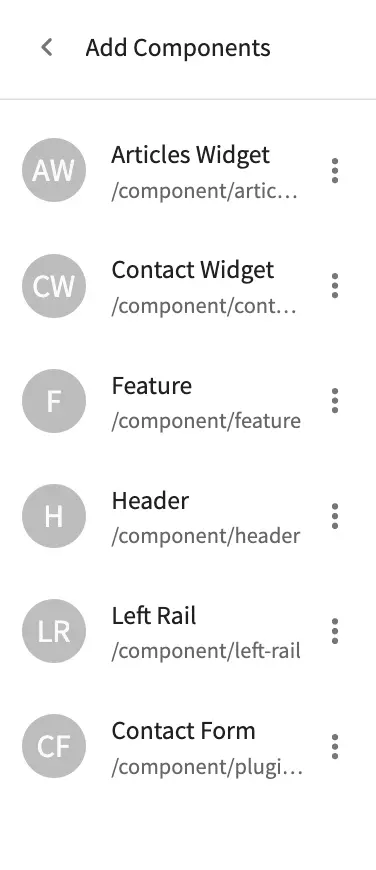 Add Components
AW
Articles Widget
/component/artic…
CW
Contact Widget
/component/cont…
F
Feature
/component/feature
H
Header
/component/header
LR
Left Rail
/component/left-rail
CF
Contact Form
/component/plugi…